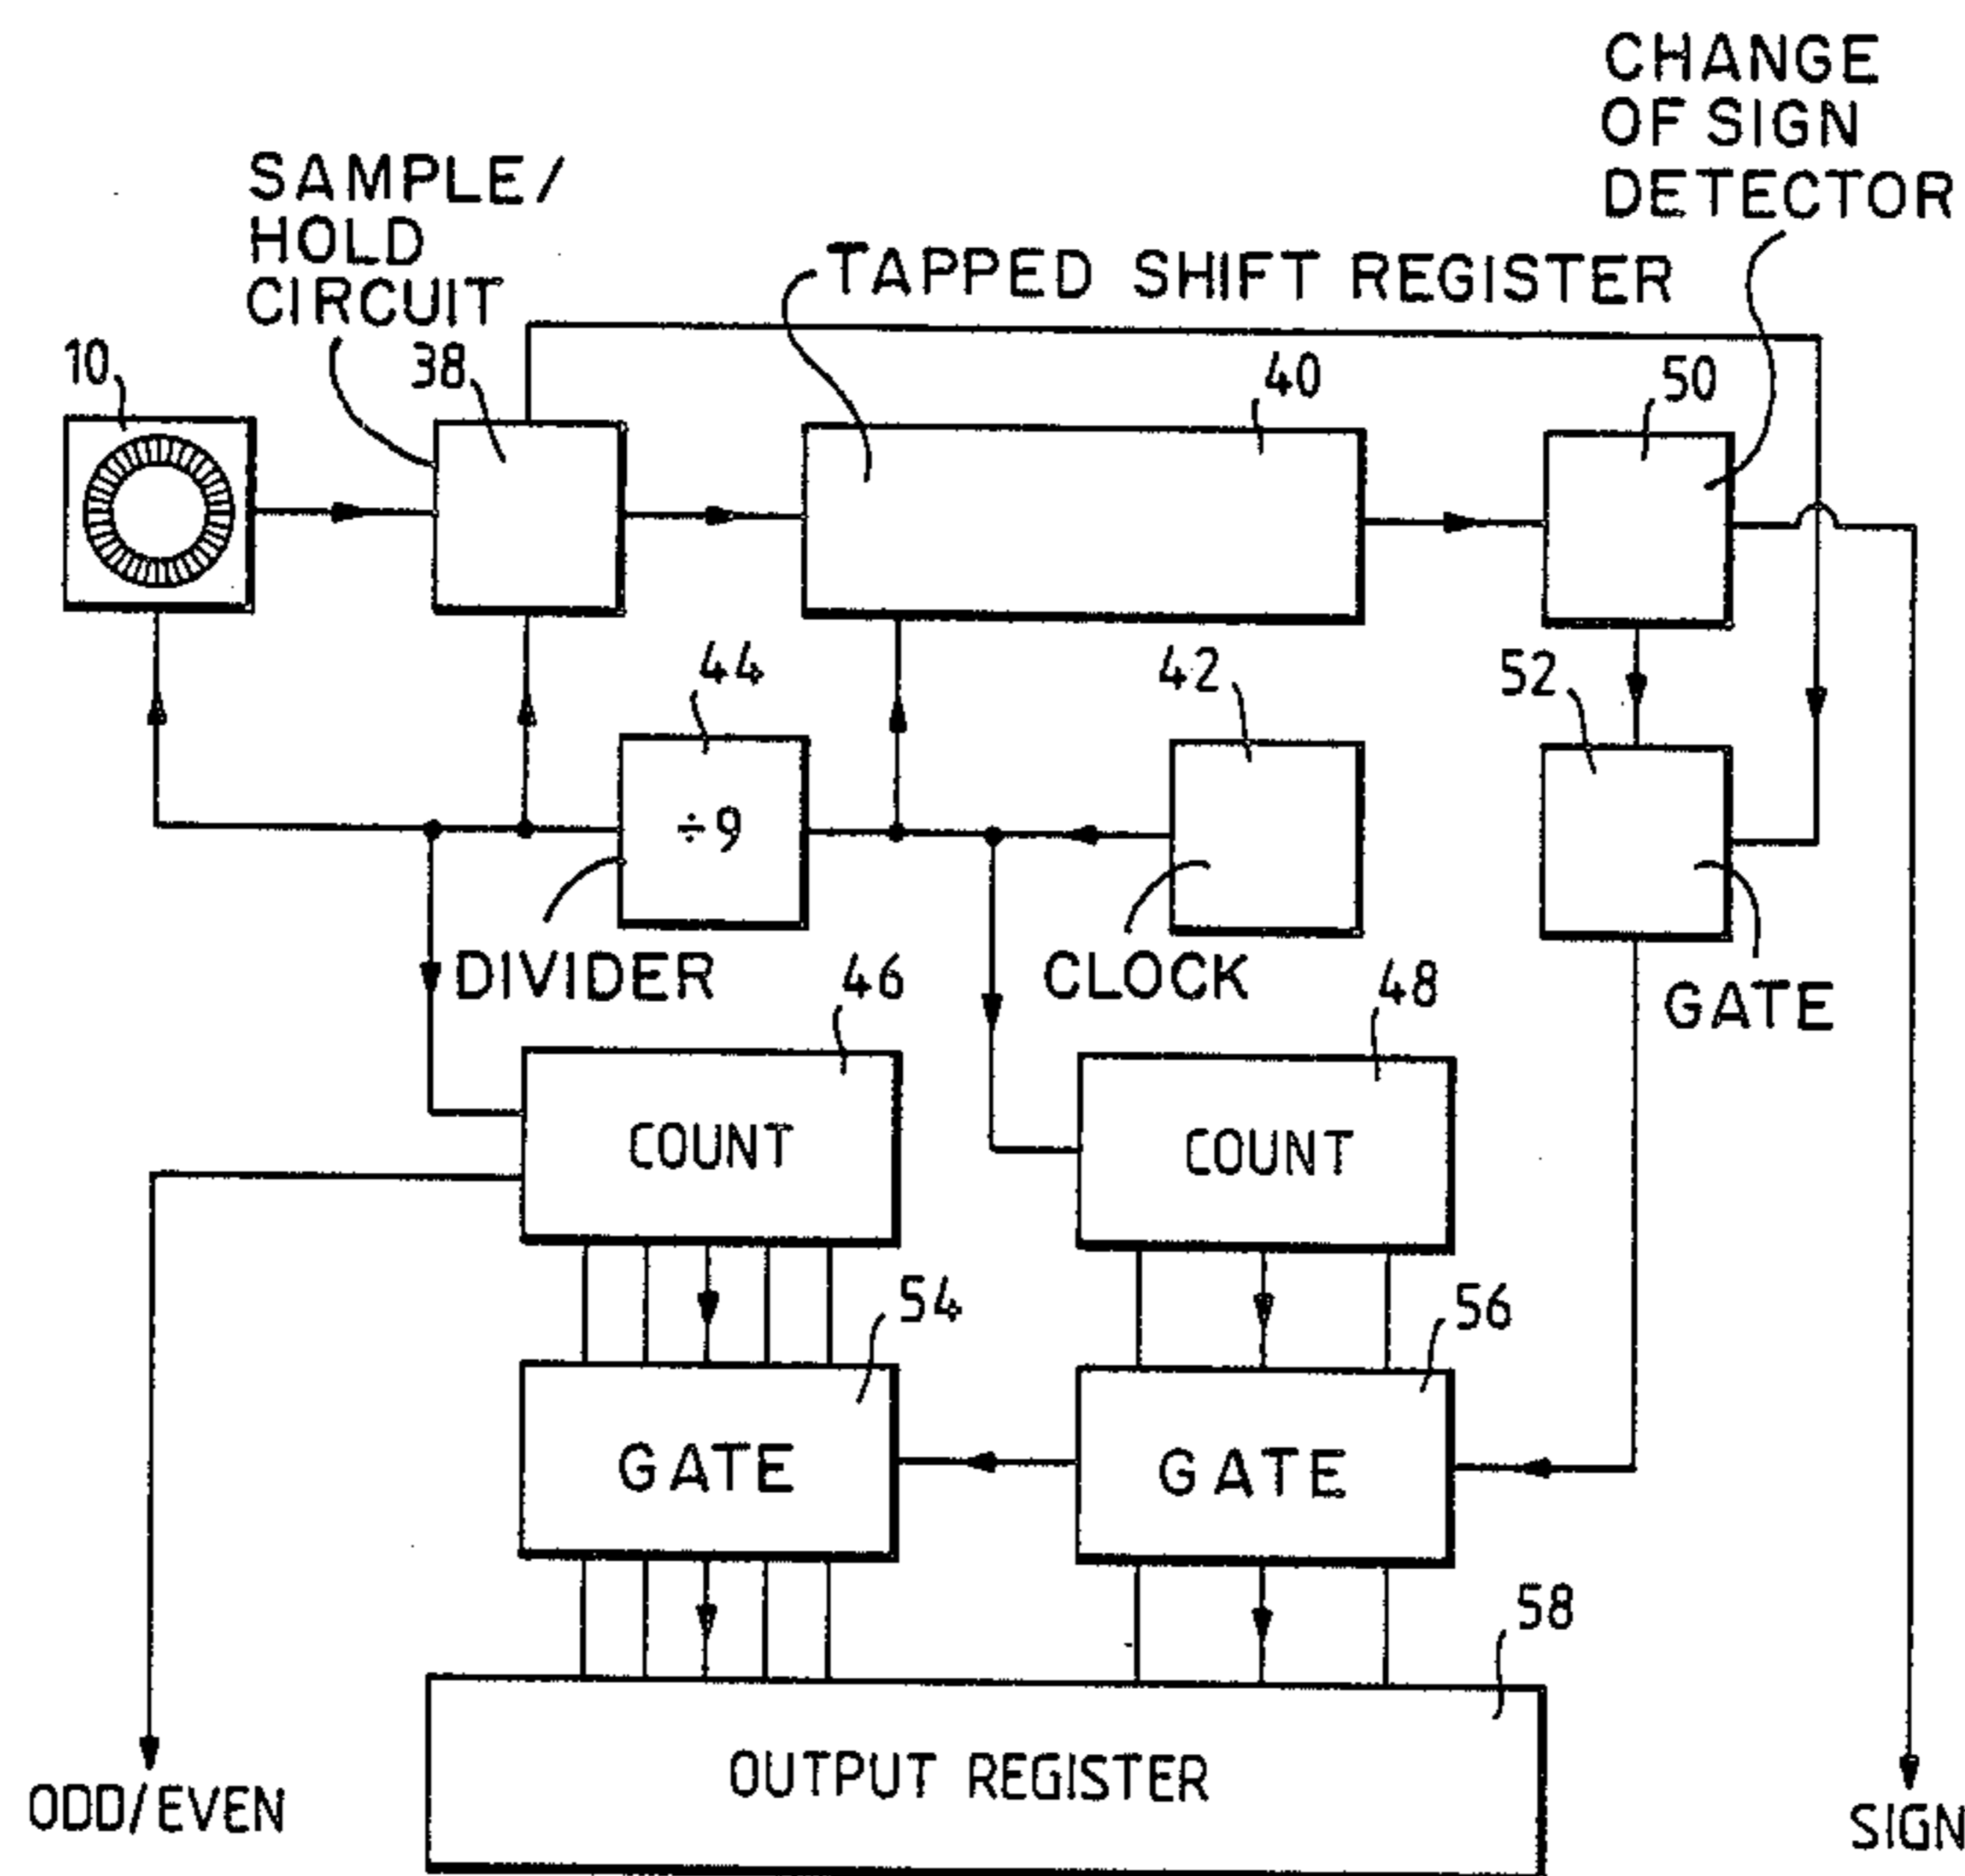 CHANGE
OF SIGN
DETECTOR
SAMPLE/
HOLD
CIRCUIT
TAPPED SHIFT REGISTER
10
38
40
50
44
42
52
÷9
DIVIDER
CLOCK
GATE
46
48
COUNT
COUNT
54
56
GATE
GATE
58
OUTPUT REGISTER
ODD/EVEN
SIGN